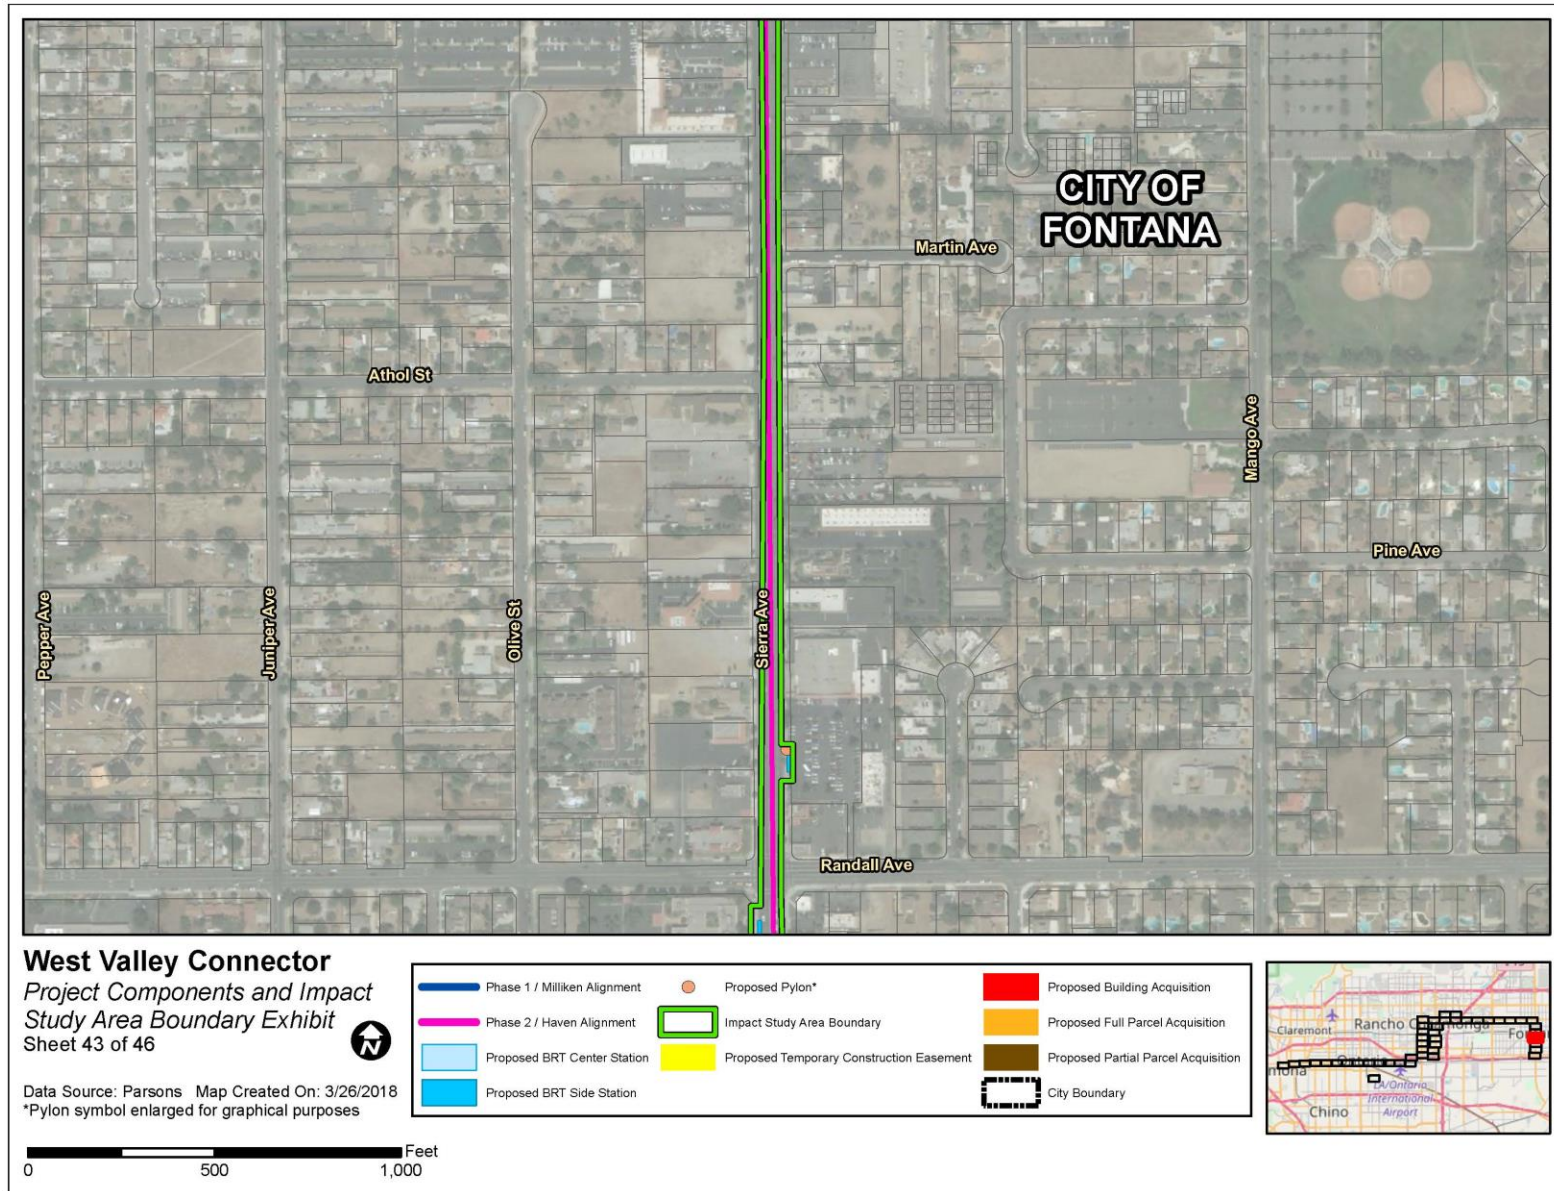 CITY OF
FONTANA
Martin Ave
Athol St
Mango Ave
Pine Ave
Pepper Ave
Juniper Ave
Olive St
Sierra Ave
Randall Ave
West Valley Connector
Project Components and Impact
Study Area Boundary Exhibit
Sheet 43 of 46
N
Data Source: Parsons Map Created On: 3/26/2018
*Pylon symbol enlarged for graphical purposes
0 500 1,000 Feet
Phase 1 / Milliken Alignment
Phase 2 / Haven Alignment
Proposed BRT Center Station
Proposed BRT Side Station
Proposed Pylon*
Impact Study Area Boundary
Proposed Temporary Construction Easement
Proposed Building Acquisition
Proposed Full Parcel Acquisition
Proposed Partial Parcel Acquisition
City Boundary
Claremont
Rancho
Ontario
LA/Ontario
International
Airport
Chino